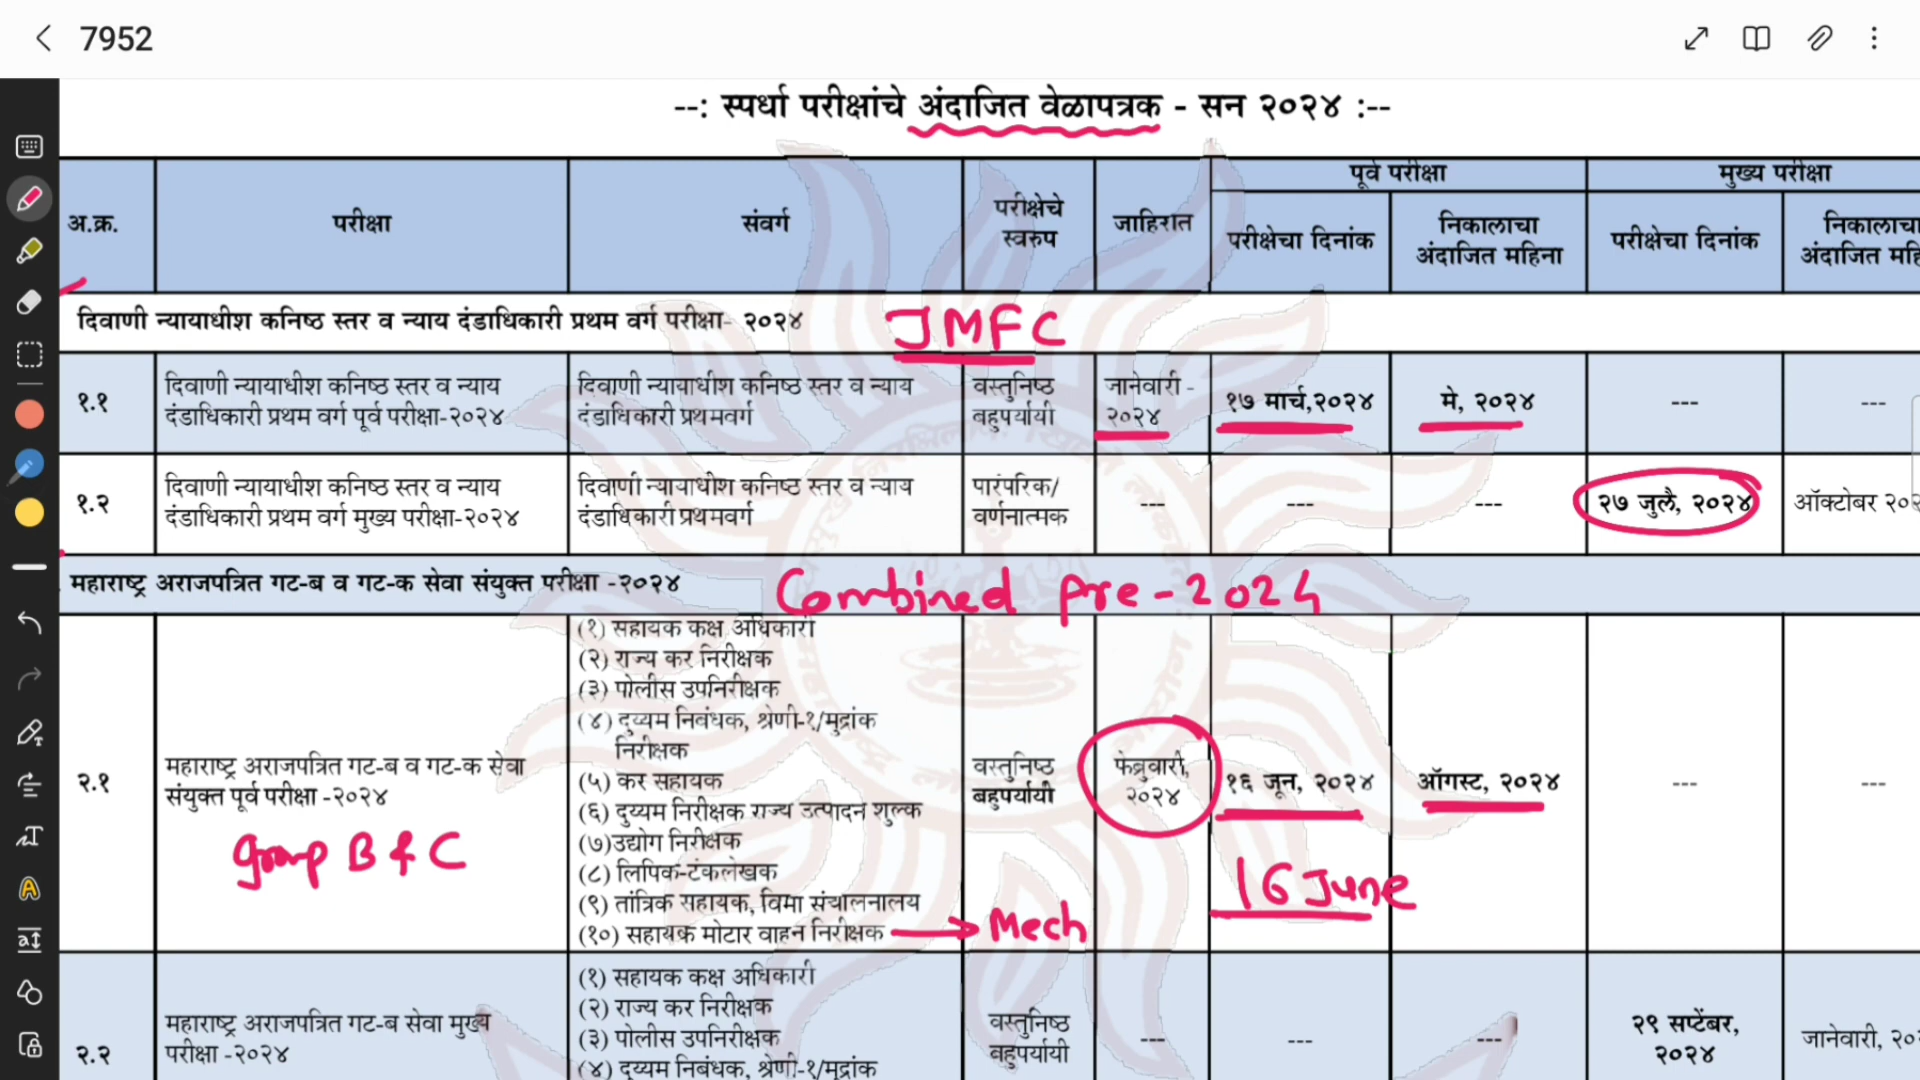 7952
--: स्पर्धा परीक्षांचे अंदाजित वेळापत्रक - सन २०२४ :--
अ.क्र.
परीक्षा
संवर्ग
परीक्षेचे
स्वरुप
जाहिरात
पूर्व परीक्षा
परीक्षेचा दिनांक
निकालाचा
अंदाजित महिना
मुख्य परीक्षा
परीक्षेचा दिनांक
निकालाचा
अंदाजित
दिवाणी न्यायाधीश कनिष्ठ स्तर व न्याय दंडाधिकारी प्रथम वर्ग परीक्षा- २०२४
JMFC
१.१
दिवाणी न्यायाधीश कनिष्ठ स्तर व न्याय
दंडाधिकारी प्रथम वर्ग पूर्व परीक्षा-२०२४
दिवाणी न्यायाधीश कनिष्ठ स्तर व न्याय
दंडाधिकारी प्रथमवर्ग
वस्तुनिष्ठ
बहुपर्यायी
जानेवारी -
२०२४
१७ मार्च,२०२४
मे, २०२४
---
---
१.२
दिवाणी न्यायाधीश कनिष्ठ स्तर व न्याय
दंडाधिकारी प्रथम वर्ग मुख्य परीक्षा-२०२४
दिवाणी न्यायाधीश कनिष्ठ स्तर व न्याय
दंडाधिकारी प्रथमवर्ग
पारंपरिक/
वर्णनात्मक
---
---
---
२७ जुलै, २०२४
ऑक्टोबर
महाराष्ट्र अराजपत्रित गट-ब व गट-क सेवा संयुक्त परीक्षा -२०२४
Combined Pre-2024
२.१
महाराष्ट्र अराजपत्रित गट-ब व गट-क सेवा
संयुक्त पूर्व परीक्षा -२०२४
Group B & C
(१) सहायक कक्ष अधिकारी
(२) राज्य कर निरीक्षक
(३) पोलीस उपनिरीक्षक
(४) दुय्यम निबंधक, श्रेणी-१/मुद्रांक
निरीक्षक
(५) कर सहायक
(६) दुय्यम निरीक्षक राज्य उत्पादन शुल्क
(७)उद्योग निरीक्षक
(८) लिपिक-टंकलेखक
(९) तांत्रिक सहायक, विमा संचालनालय
(१०) सहायक मोटार वाहन निरीक्षक
Mech
वस्तुनिष्ठ
बहुपर्यायी
फेब्रुवारी,
२०२४
१६ जून, २०२४
16 June
ऑगस्ट, २०२४
---
---
२.२
महाराष्ट्र अराजपत्रित गट-ब सेवा मुख्य
परीक्षा -२०२४
(१) सहायक कक्ष अधिकारी
(२) राज्य कर निरीक्षक
(३) पोलीस उपनिरीक्षक
(४) दुय्यम निबंधक, श्रेणी-१/मुद्रांक
वस्तुनिष्ठ
बहुपर्यायी
---
---
---
२९ सप्टेंबर,
२०२४
जानेवारी,